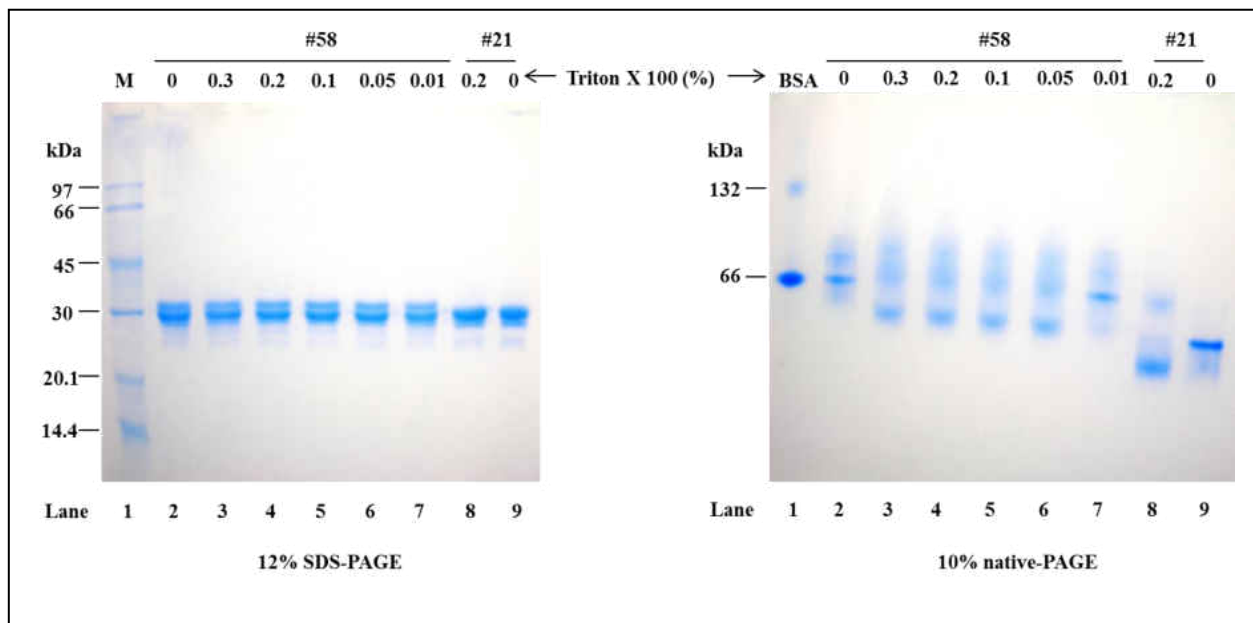 #58 #21 #58 #21
M 0 0.3 0.2 0.1 0.05 0.01 0.2 0 Triton X 100 (%) BSA 0 0.3 0.2 0.1 0.05 0.01 0.2 0
kDa kDa
97 132
66
45 66
30
20.1
14.4
Lane 1 2 3 4 5 6 7 8 9 Lane 1 2 3 4 5 6 7 8 9
12% SDS-PAGE 10% native-PAGE